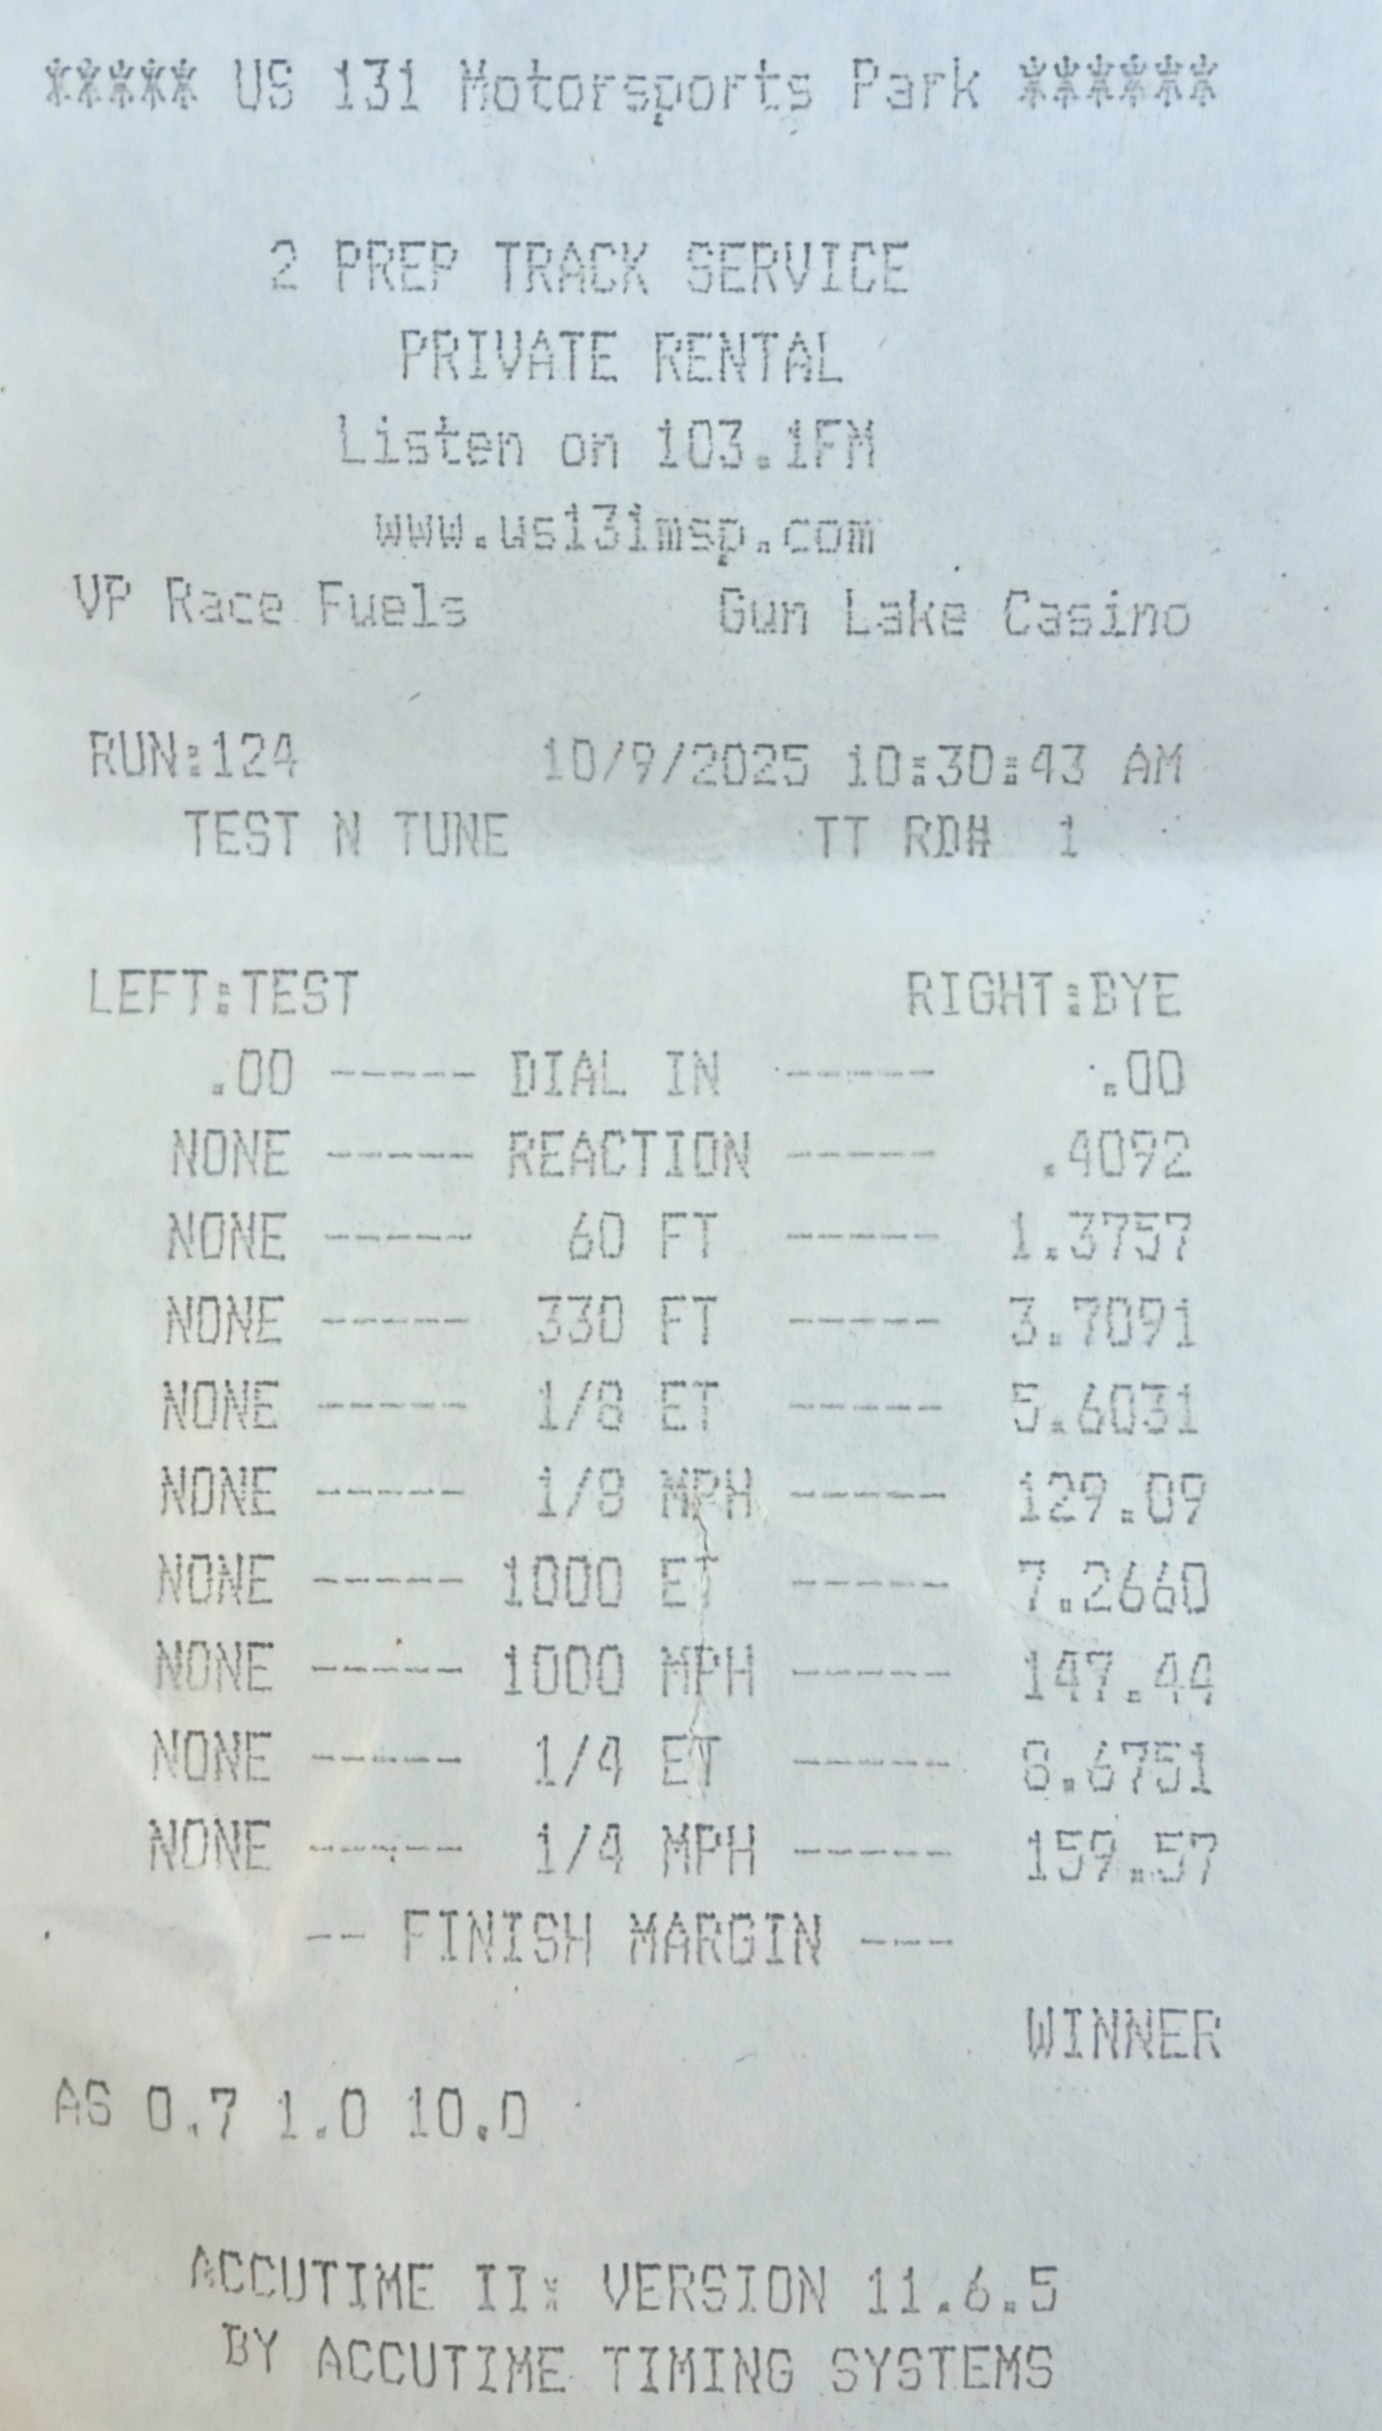 ***** US 131 Motorsports Park ******
2 PREP TRACK SERVICE
PRIVATE RENTAL
Listen on 103.1FM
www.us131msp.com
VP Race Fuels Gun Lake Casino
RUN:124 10/9/2025 10:30:43 AM
TEST N TUNE TT RD# 1
LEFT:TEST RIGHT:BYE
.00 ----- DIAL IN ----- .00
NONE ----- REACTION ----- .4092
NONE ----- 60 FT ----- 1.3757
NONE ----- 330 FT ----- 3.7091
NONE ----- 1/8 ET ----- 5.6031
NONE ----- 1/8 MPH ----- 129.09
NONE ----- 1000 ET ----- 7.2660
NONE ----- 1000 MPH ----- 147.44
NONE ----- 1/4 ET ----- 8.6751
NONE ----- 1/4 MPH ----- 159.57
-- FINISH MARGIN ---
WINNER
AS 0.7 1.0 10.0
ACCUTIME II: VERSION 11.6.5
BY ACCUTIME TIMING SYSTEMS